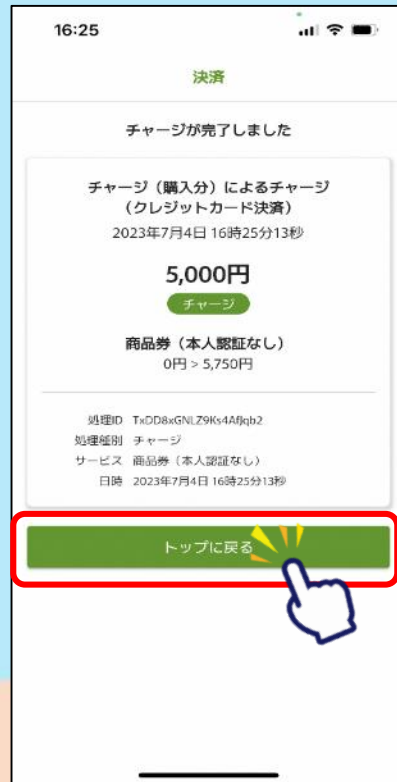 16:25
決済
チャージが完了しました
チャージ（購入分）によるチャージ
（クレジットカード決済）
2023年7月4日 16時25分13秒
5,000円
チャージ
商品券（本人認証なし）
0円 > 5,750円
処理ID TxDD8xGNLZ9Ks4Afjqb2
処理種別 チャージ
サービス 商品券（本人認証なし）
日時 2023年7月4日 16時25分13秒
トップに戻る